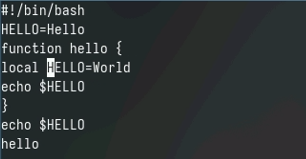 #!/bin/bash
HELLO=Hello
function hello {
local HELLO=World
echo $HELLO
}
echo $HELLO
hello